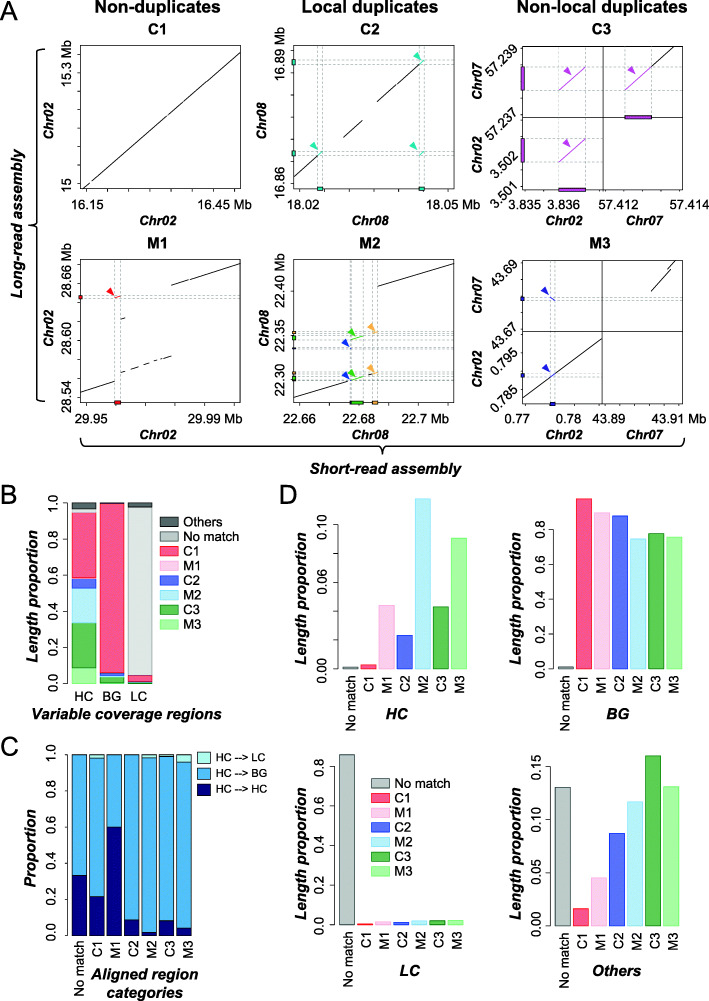 A
Non-duplicates
Local duplicates
Non-local duplicates
C1
C2
C3
Long-read assembly
Chr02
15
15.3 Mb
16.15
16.45 Mb
Chr02
Chr08
16.86
16.89 Mb
18.02
18.05 Mb
Chr08
Chr07
57.239
57.237
Chr02
3.502
3.501
3.835
3.836
57.412
57.414
Chr02
Chr07
M1
M2
M3
Chr02
28.54
28.60
28.66 Mb
29.95
29.99 Mb
Chr02
Chr08
22.30
22.35
22.40 Mb
22.66
22.68
22.7 Mb
Chr08
Chr07
43.69
43.67
Chr02
0.795
0.785
0.77
0.78
43.89
43.91 Mb
Chr02
Chr07
Short-read assembly
B
Length proportion
0.0
0.2
0.4
0.6
0.8
1.0
HC
BG
LC
Variable coverage regions
Others
No match
C1
M1
C2
M2
C3
M3
C
Proportion
0.0
0.2
0.4
0.6
0.8
1.0
No match
C1
M1
C2
M2
C3
M3
Aligned region
categories
HC --> LC
HC --> BG
HC --> HC
D
Length proportion
0.00
0.06
0.10
No match
C1
M1
C2
M2
C3
M3
HC
Length proportion
0.0
0.2
0.4
0.6
0.8
No match
C1
M1
C2
M2
C3
M3
BG
Length proportion
0.0
0.2
0.4
0.6
0.8
No match
C1
M1
C2
M2
C3
M3
No match
C1
M1
C2
M2
C3
M3
LC
Length proportion
0.00
0.05
0.10
0.15
No match
C1
M1
C2
M2
C3
M3
Others